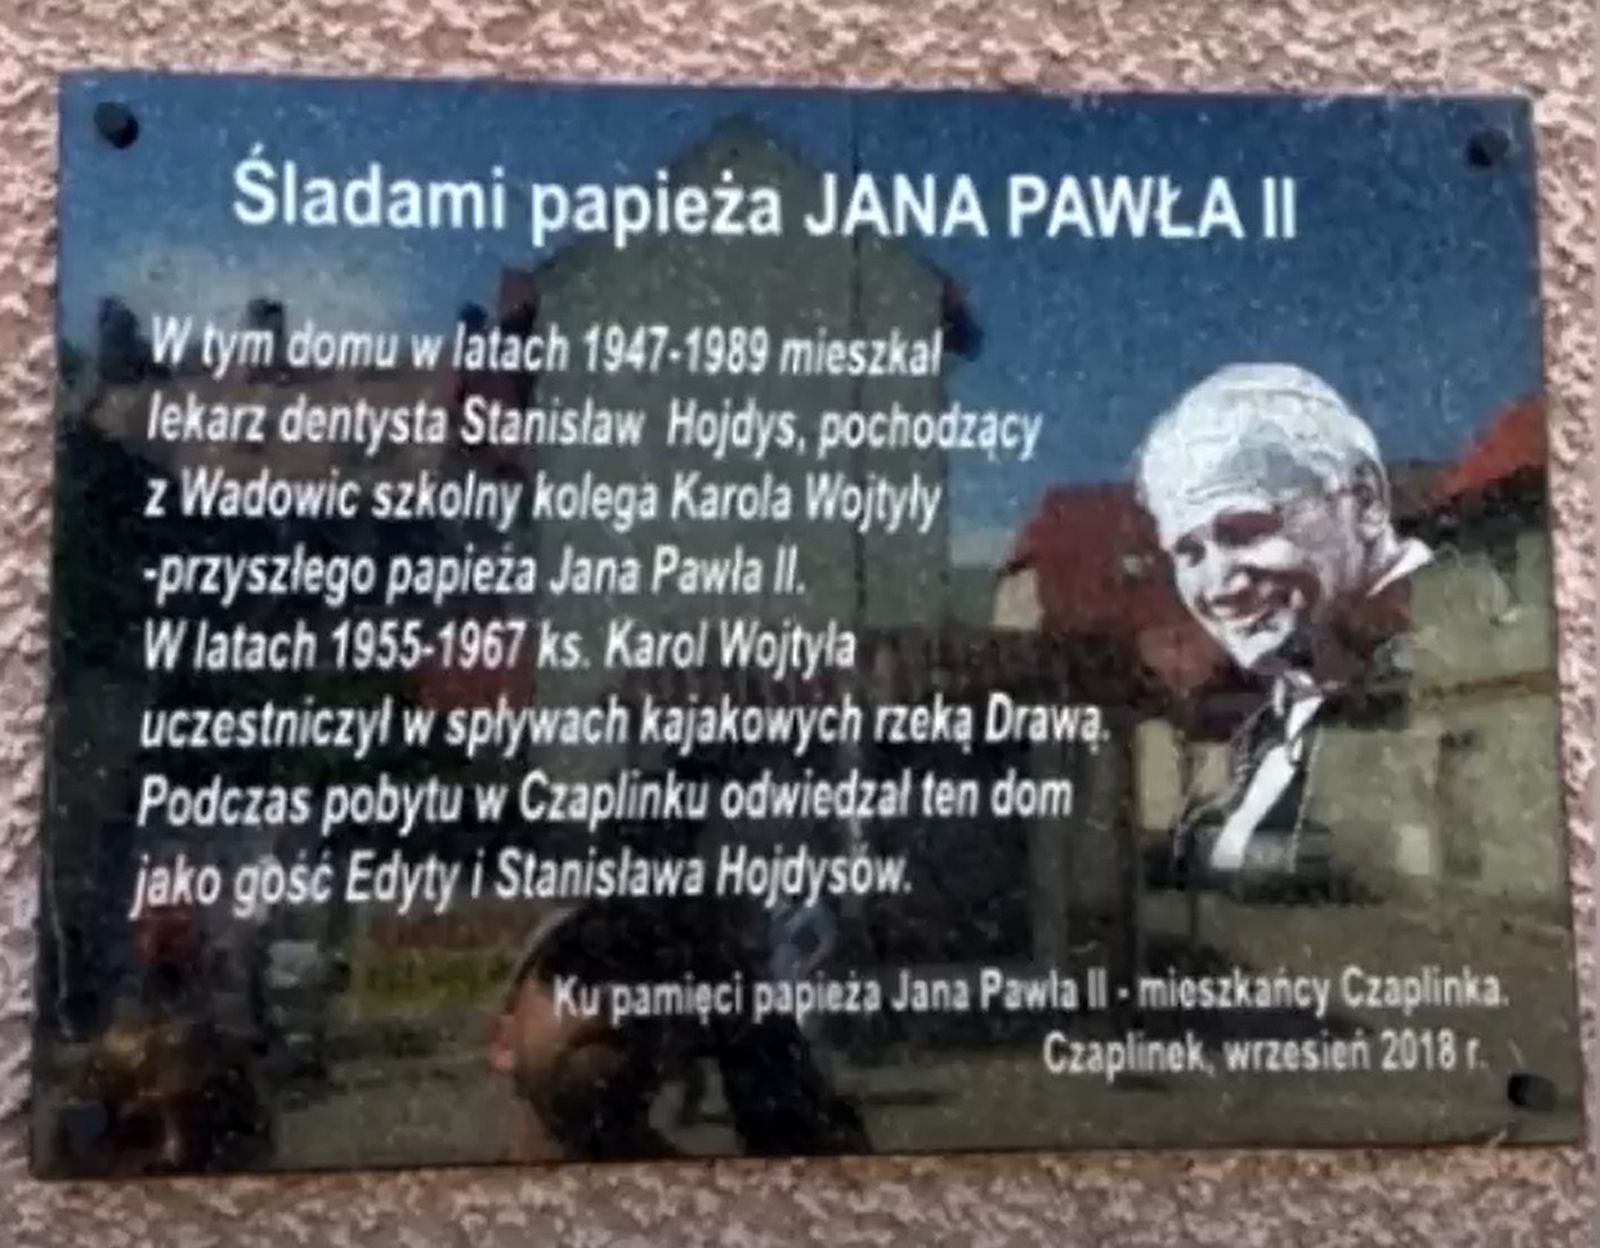 Śladami papieża JANA PAWŁA II
W tym domu w latach 1947-1989 mieszkał
lekarz dentysta Stanisław Hojdys, pochodzący
z Wadowic szkolny kolega Karola Wojtyły
-przyszłego papieża Jana Pawła II.
W latach 1955-1967 ks. Karol Wojtyła
uczestniczył w spływach kajakowych rzeką Drawą.
Podczas pobytu w Czaplinku odwiedzał ten dom
jako gość Edyty i Stanisława Hojdysów.
Ku pamięci papieża Jana Pawła II - mieszkańcy Czaplinka.
Czaplinek, wrzesień 2018 r.